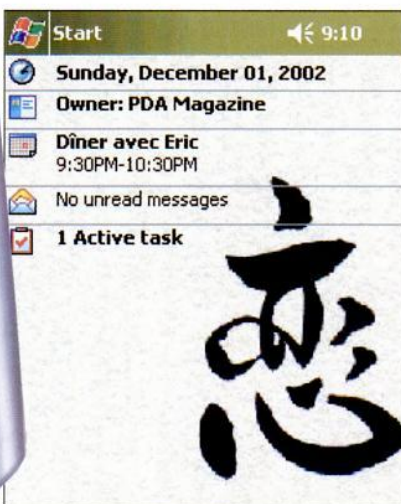 Start 9:10
Sunday, December 01, 2002
Owner: PDA Magazine
Dîner avec Eric
9:30PM-10:30PM
No unread messages
1 Active task
恋